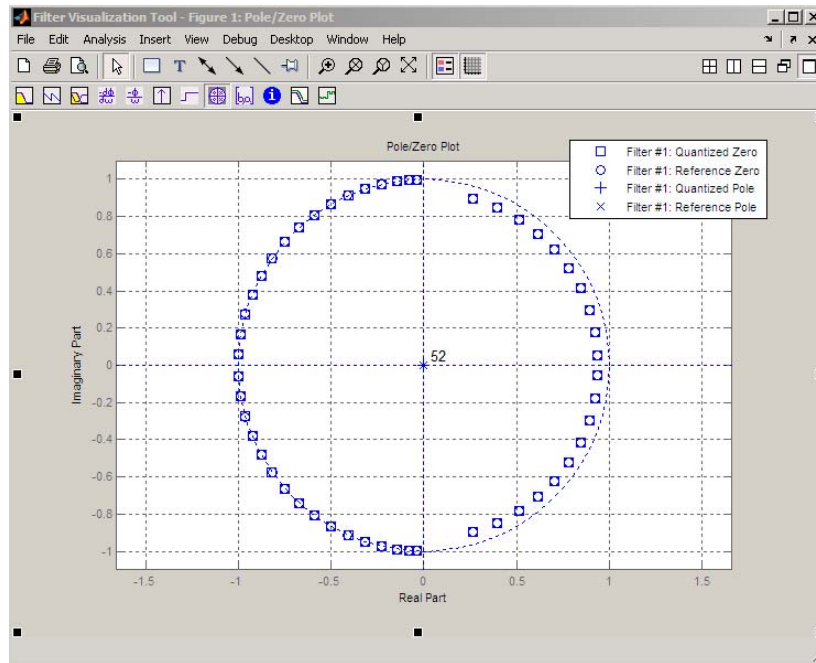 Filter Visualization Tool - Figure 1: Pole/Zero Plot
File Edit Analysis Insert View Debug Desktop Window Help
Pole/Zero Plot
Filter #1: Quantized Zero
Filter #1: Reference Zero
Filter #1: Quantized Pole
Filter #1: Reference Pole
1
0.8
0.6
0.4
0.2
0
-0.2
-0.4
-0.6
-0.8
-1
Imaginary Part
52
-1.5 -1 -0.5 0 0.5 1 1.5
Real Part